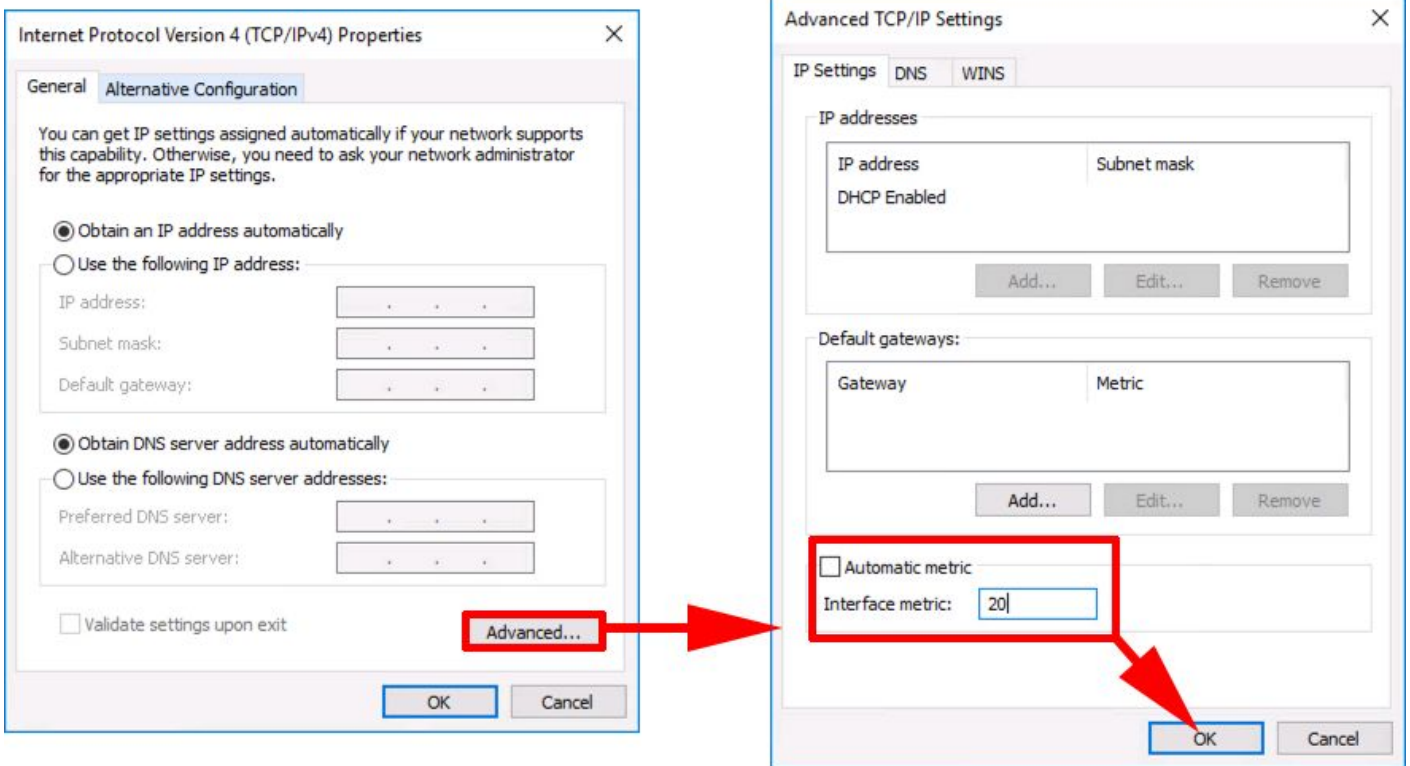 Internet Protocol Version 4 (TCP/IPv4) Properties
General
Alternative Configuration
You can get IP settings assigned automatically if your network supports
this capability. Otherwise, you need to ask your network administrator
for the appropriate IP settings.
Obtain an IP address automatically
Use the following IP address:
IP address:
Subnet mask:
Default gateway:
Obtain DNS server address automatically
Use the following DNS server addresses:
Preferred DNS server:
Alternative DNS server:
Validate settings upon exit
Advanced...
OK
Cancel
Advanced TCP/IP Settings
IP Settings
DNS
WINS
IP addresses
IP address
Subnet mask
DHCP Enabled
Add...
Edit...
Remove
Default gateways:
Gateway
Metric
Add...
Edit...
Remove
Automatic metric
Interface metric:
20
OK
Cancel